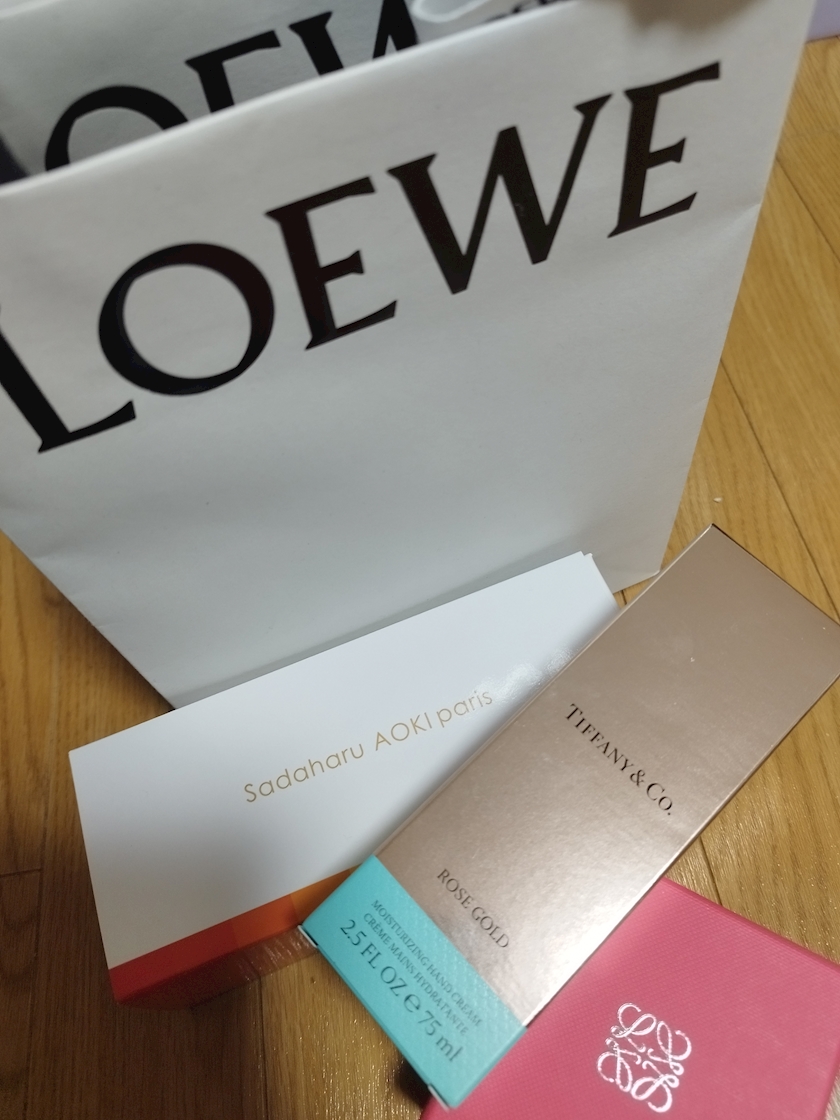 LOEWE
LOEWE
Sadaharu AOKI paris
TIFFANY & CO.
ROSE GOLD
MOISTURIZING HAND CREAM
CRÈME MAINS HYDRATANTE
2.5 FL OZ e 75 ml